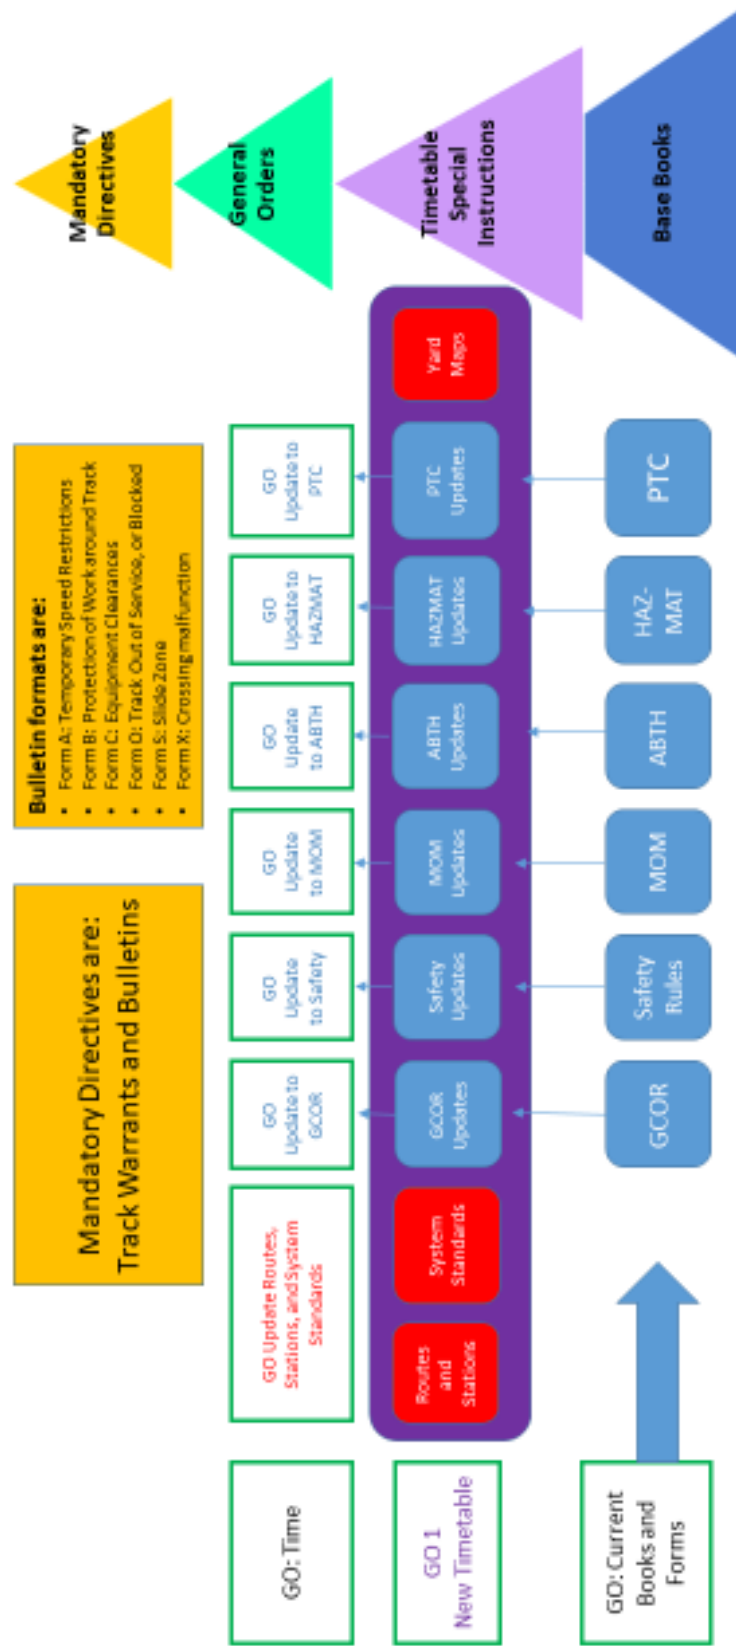 Mandatory Directives are:
Track Warrants and Bulletins
Bulletin formats are:
• Form A: Temporary Speed Restrictions
• Form B: Protection of Work around Track
• Form C: Equipment Clearances
• Form O: Track Out of Service, or Blocked
• Form S: Slide Zone
• Form X: Crossing malfunction
Mandatory
Directives
GO: Time
GO Update Routes,
Stations, and System
Standards
GO
Update to
GCOR
GO
Update
to Safety
GO
Update
to MOM
GO
Update
to ABTH
GO
Update to
HAZMAT
GO
Update to
PTC
General
Orders
GO 1
New Timetable
Routes
and
Stations
System
Standards
GCOR
Updates
Safety
Updates
MOM
Updates
ABTH
Updates
HAZMAT
Updates
PTC
Updates
Yard
Maps
Timetable
Special
Instructions
GO: Current
Books and
Forms
GCOR
Safety
Rules
MOM
ABTH
HAZ-
MAT
PTC
Base Books